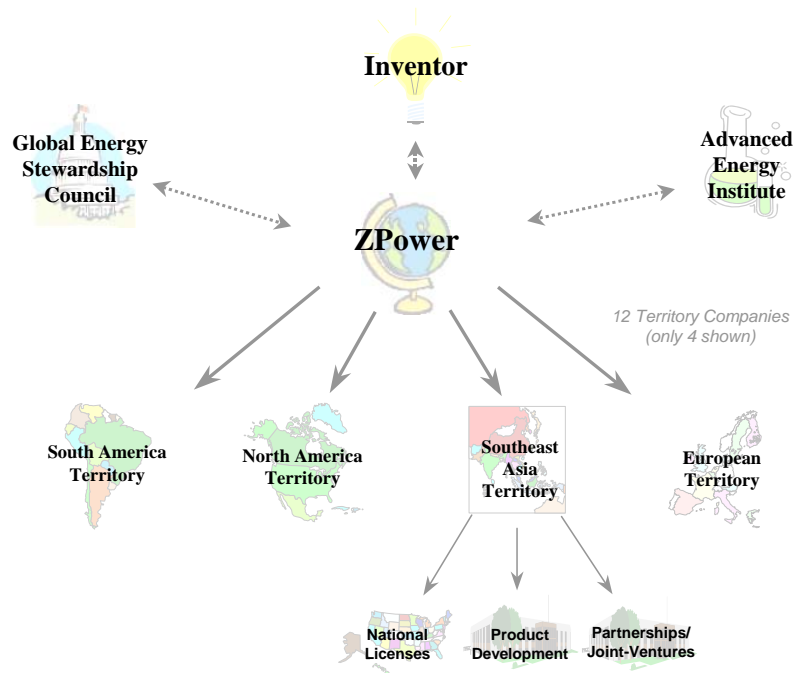 Inventor
Global Energy
Stewardship
Council
Advanced
Energy
Institute
ZPower
12 Territory Companies
(only 4 shown)
South America
Territory
North America
Territory
Southeast
Asia
Territory
European
Territory
National
Licenses
Product
Development
Partnerships/
Joint-Ventures